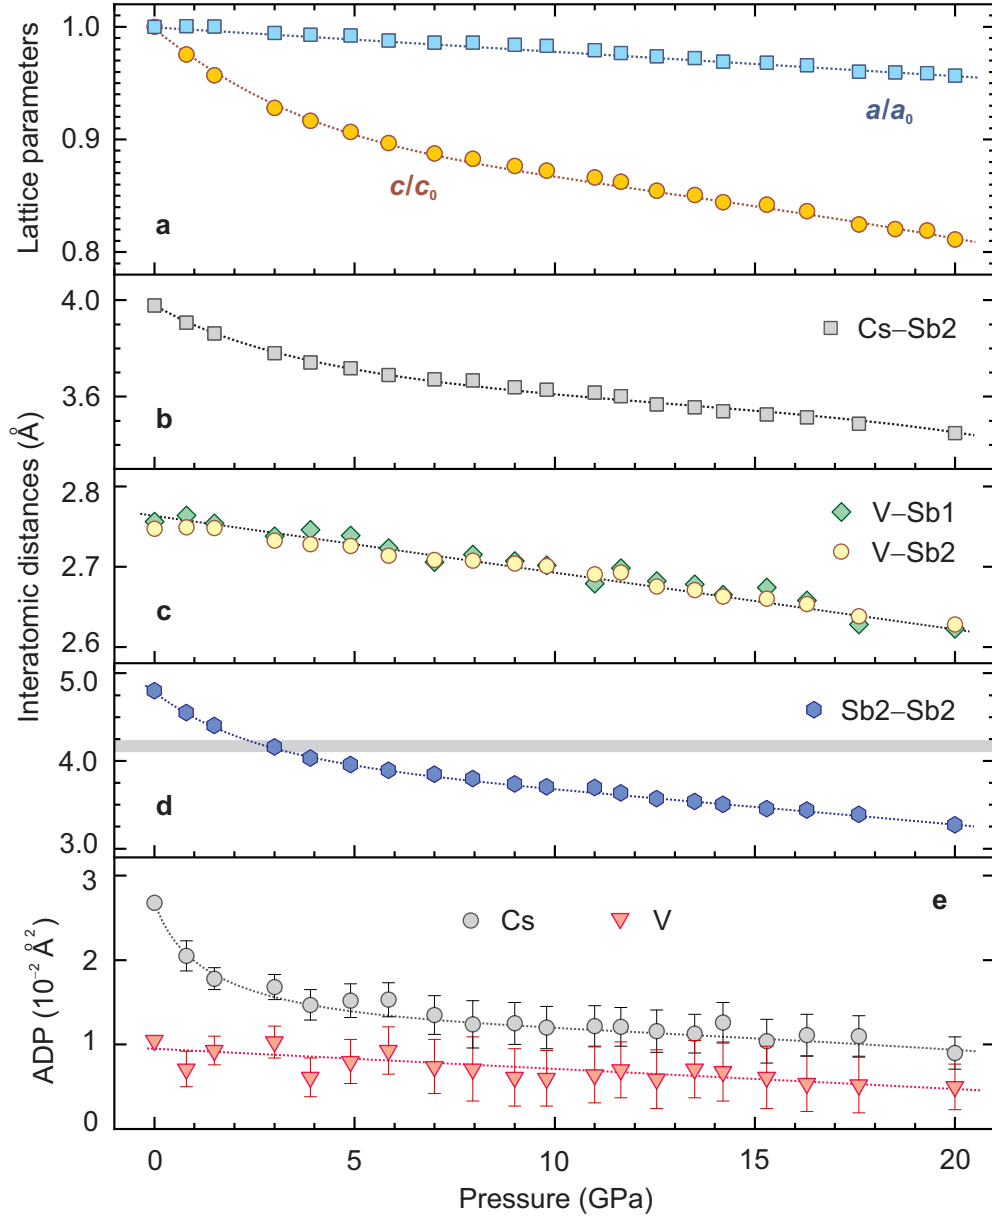 1.0
0.9
0.8
Lattice parameters
a/a₀
c/c₀
a
4.0
3.6
Cs–Sb2
b
Interatomic distances (Å)
2.8
2.7
2.6
V–Sb1
V–Sb2
c
5.0
4.0
3.0
Sb2–Sb2
d
3
2
1
0
ADP (10⁻² Å²)
Cs
V
e
0
5
10
15
20
Pressure (GPa)